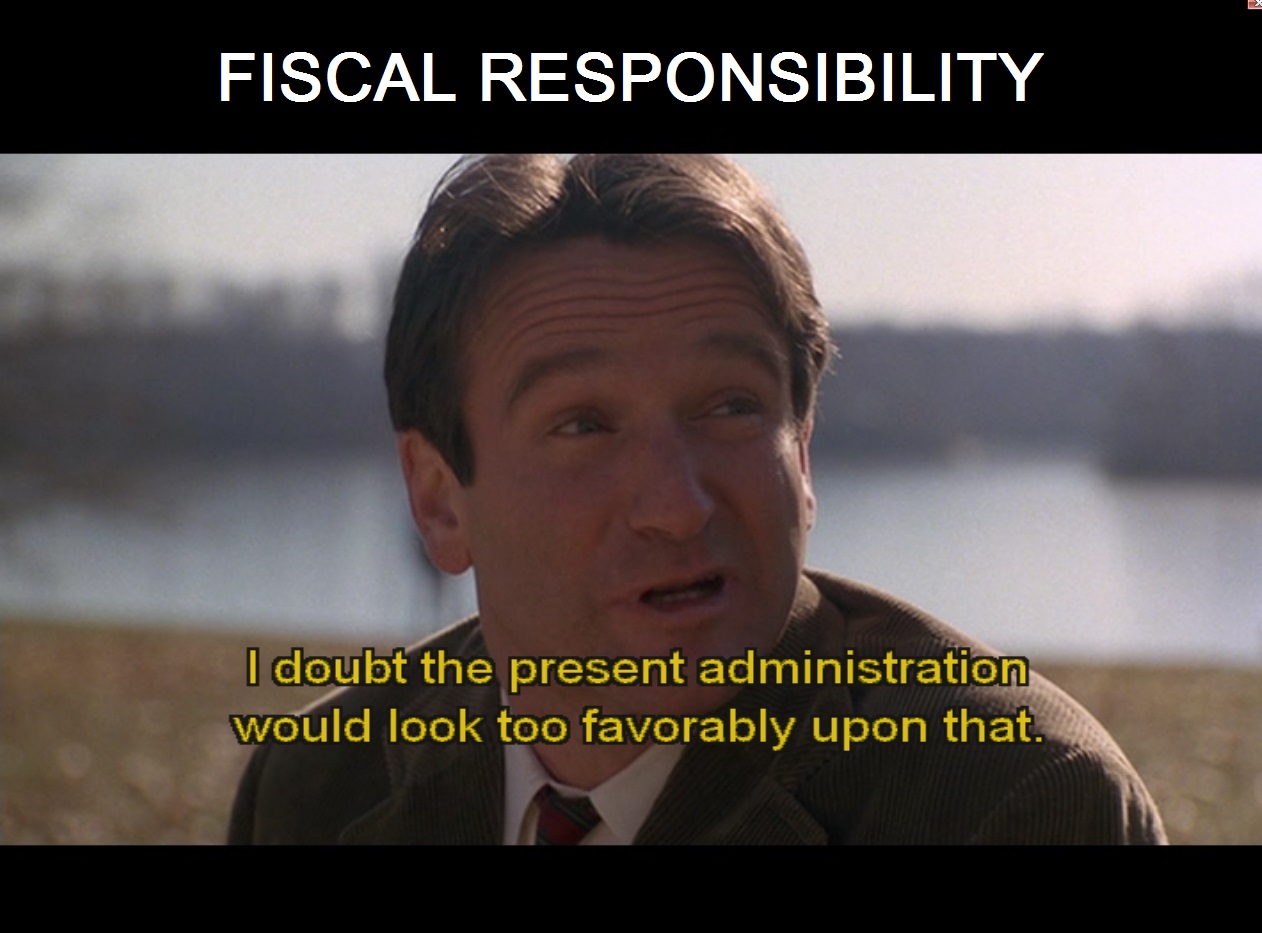 FISCAL RESPONSIBILITY
I doubt the present administration
would look too favorably upon that.